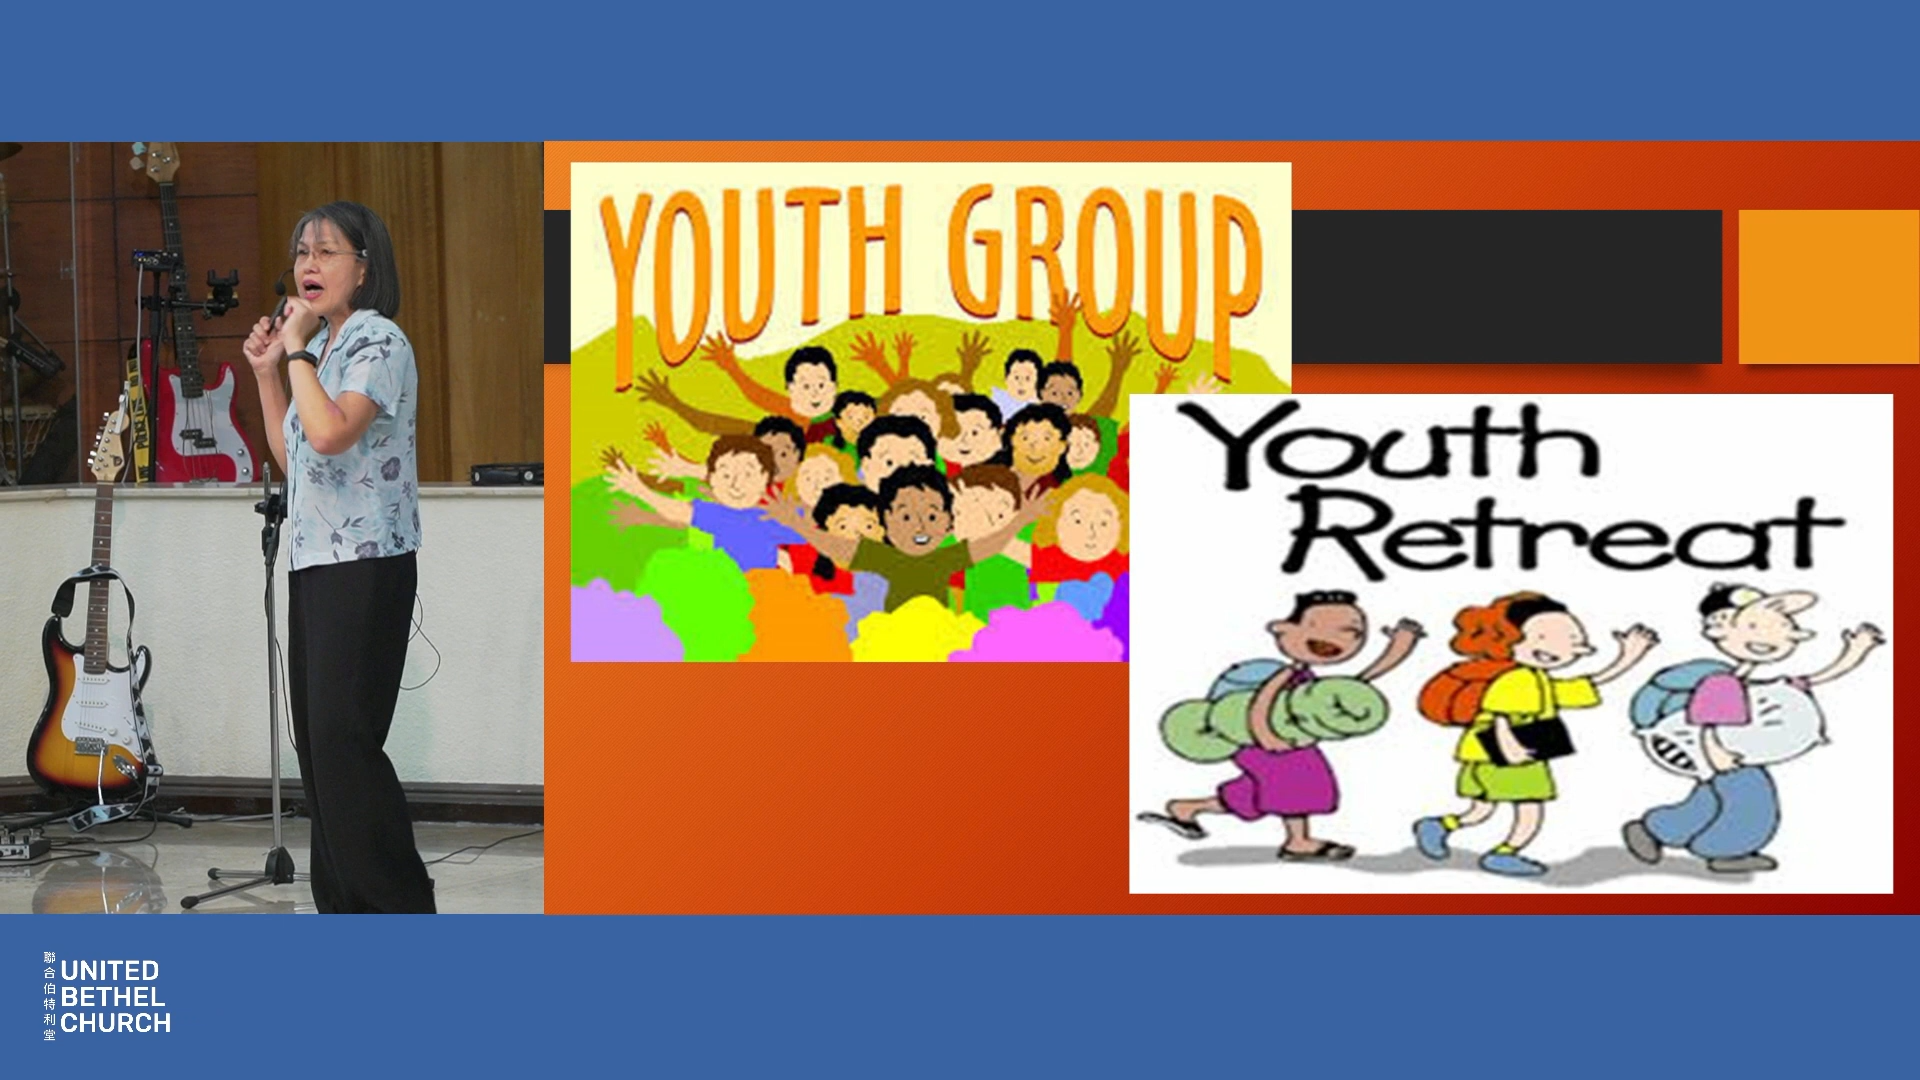 YOUTH GROUP
Youth
Retreat
聯合伯特利堂
UNITED
BETHEL
CHURCH